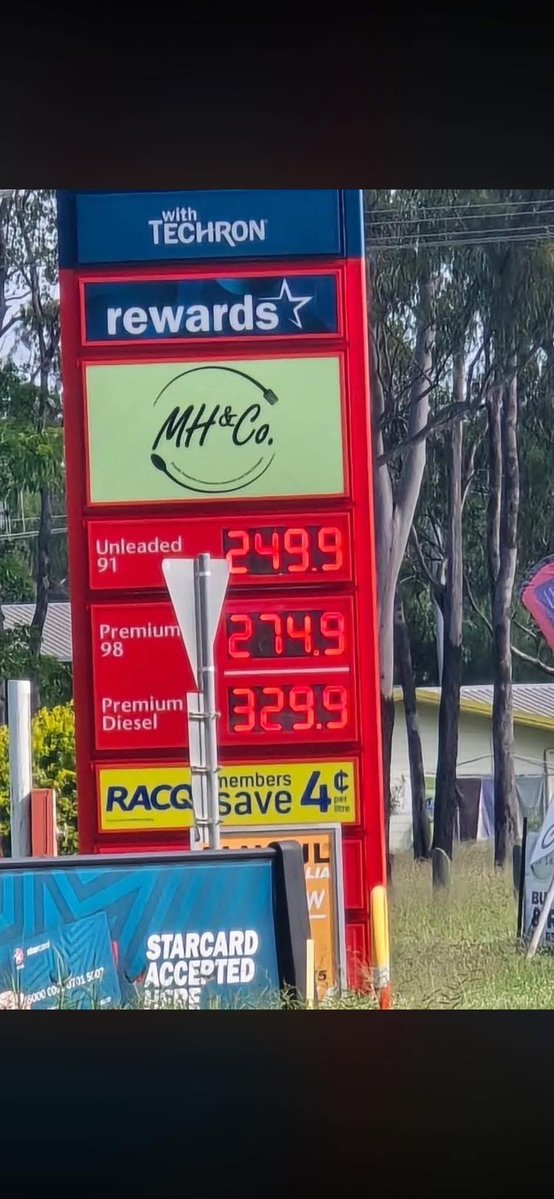 with
TECHRON
rewards
MH&Co.
Unleaded
91
249.9
Premium
98
274.9
Premium
Diesel
329.9
RACQ members
save 4¢
per
litre
STARCARD
ACCEPTED
HERE